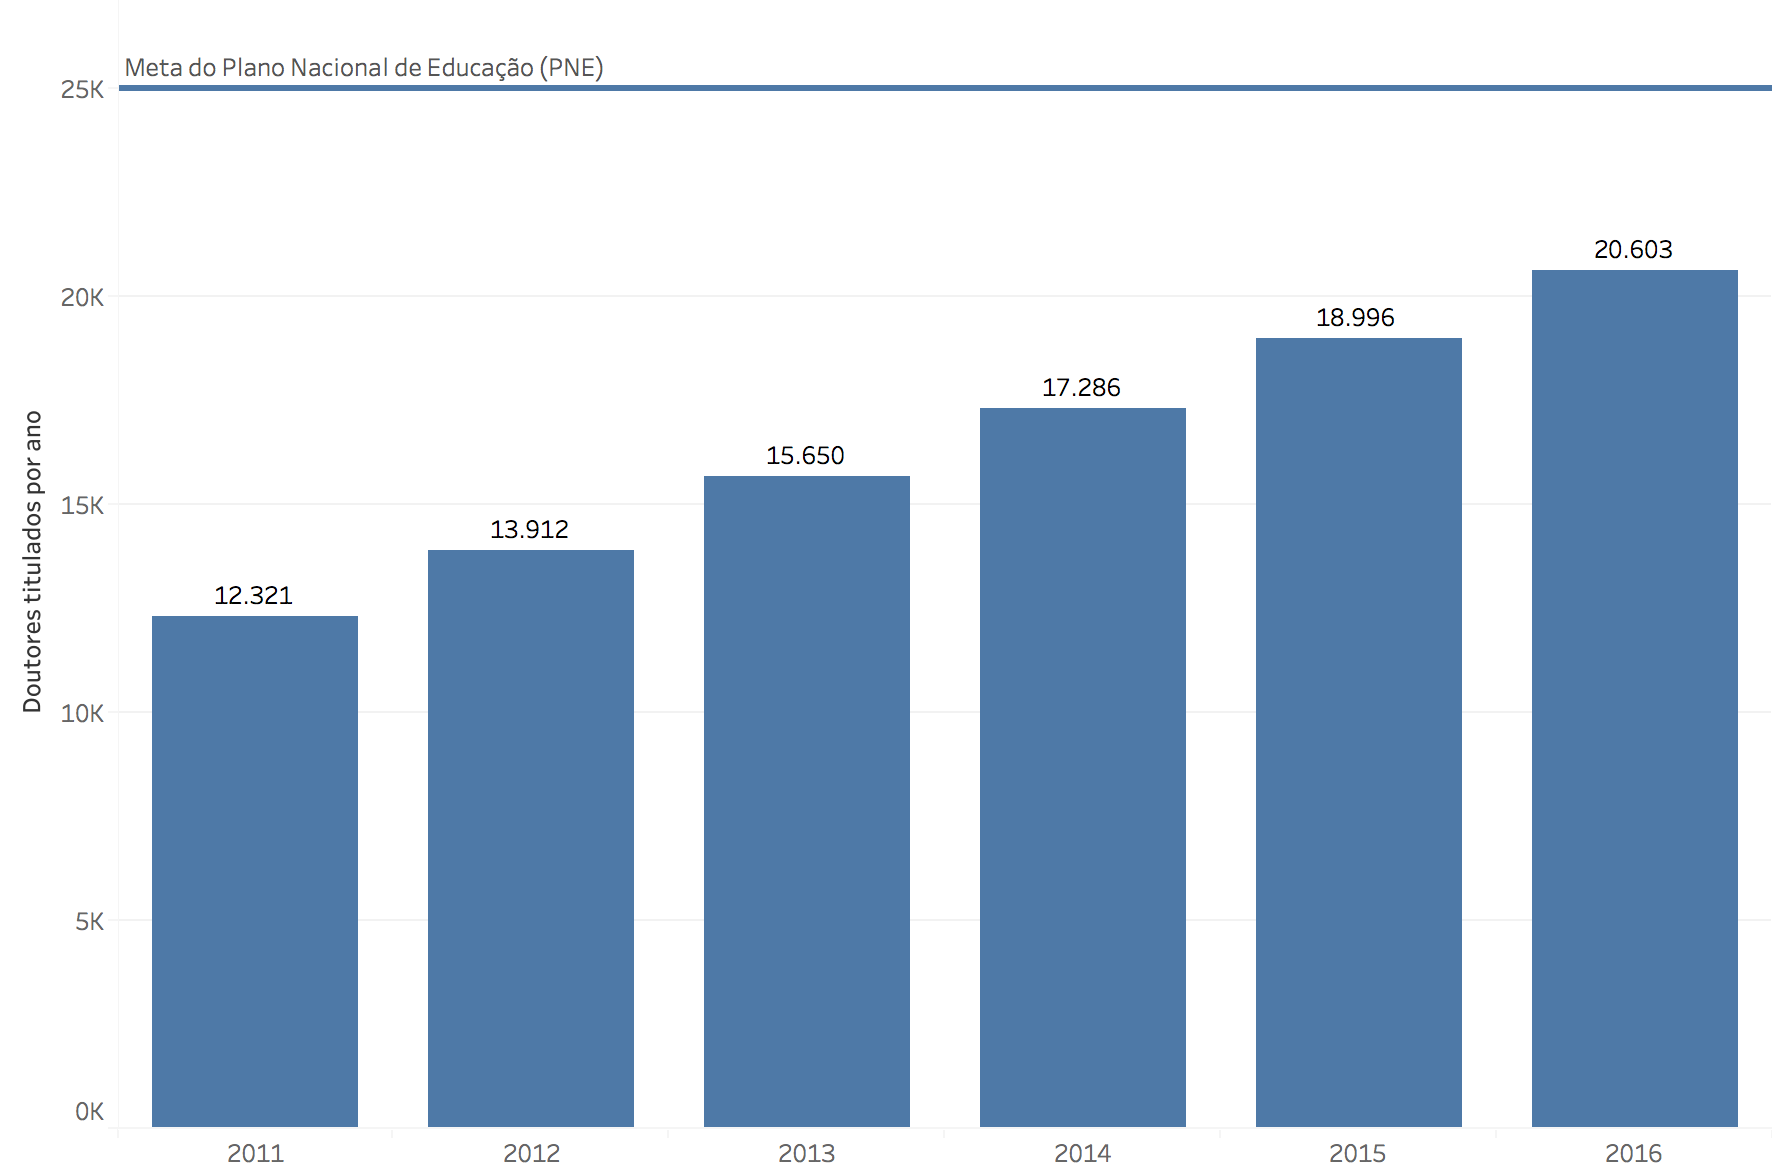 Meta do Plano Nacional de Educação (PNE)
25K
20K
15K
10K
5K
0K
Doutores titulados por ano
12.321
13.912
15.650
17.286
18.996
20.603
2011
2012
2013
2014
2015
2016